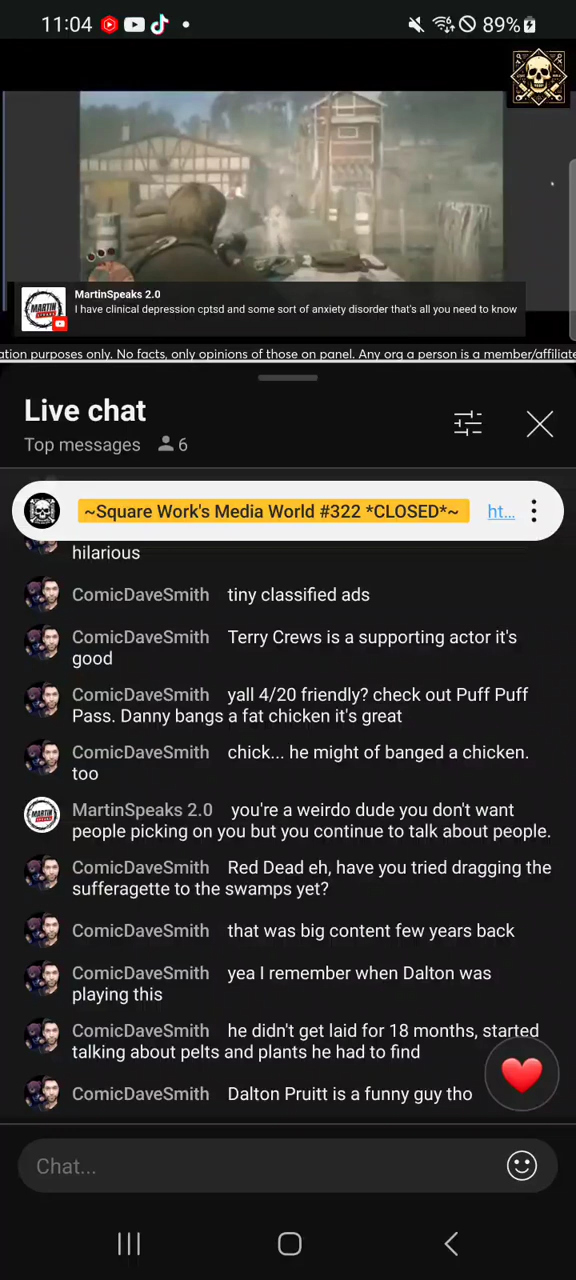 11:04
89%
MartinSpeaks 2.0
I have clinical depression cptsd and some sort of anxiety disorder that's all you need to know
ation purposes only. No facts, only opinions of those on panel. Any org a person is a member/affiliate
Live chat
Top messages 6
~Square Work's Media World #322 *CLOSED*~ ht...
hilarious
ComicDaveSmith tiny classified ads
ComicDaveSmith Terry Crews is a supporting actor it's
good
ComicDaveSmith yall 4/20 friendly? check out Puff Puff
Pass. Danny bangs a fat chicken it's great
ComicDaveSmith chick... he might of banged a chicken.
too
MartinSpeaks 2.0 you're a weirdo dude you don't want
people picking on you but you continue to talk about people.
ComicDaveSmith Red Dead eh, have you tried dragging the
sufferagette to the swamps yet?
ComicDaveSmith that was big content few years back
ComicDaveSmith yea I remember when Dalton was
playing this
ComicDaveSmith he didn't get laid for 18 months, started
talking about pelts and plants he had to find
ComicDaveSmith Dalton Pruitt is a funny guy tho
Chat...